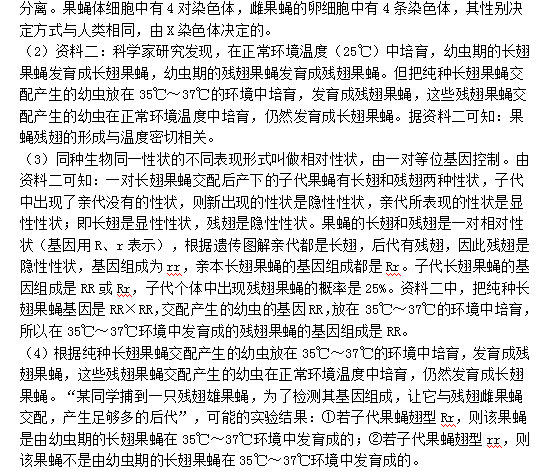 分离。果蝇体细胞中有4对染色体，雌果蝇的卵细胞中有4条染色体，其性别决
定方式与人类相同，由X染色体决定的。
（2）资料二：科学家研究发现，在正常环境温度（25℃）中培育，幼虫期的长翅
果蝇发育成长翅果蝇，幼虫期的残翅果蝇发育成残翅果蝇。但把纯种长翅果蝇交
配产生的幼虫放在35℃～37℃的环境中培育，发育成残翅果蝇，这些残翅果蝇交
配产生的幼虫在正常环境温度中培育，仍然发育成长翅果蝇。据资料二可知：果
蝇残翅的形成与温度密切相关。
（3）同种生物同一性状的不同表现形式叫做相对性状，由一对等位基因控制。由
资料二可知：一对长翅果蝇交配后产下的子代果蝇有长翅和残翅两种性状，子代
中出现了亲代没有的性状，则新出现的性状是隐性性状，亲代所表现的性状是显
性性状；即长翅是显性性状，残翅是隐性性状。果蝇的长翅和残翅是一对相对性
状（基因用R、r表示），根据遗传图解亲代都是长翅，后代有残翅，因此残翅是
隐性性状，基因组成为rr，亲本长翅果蝇的基因组成都是Rr。子代长翅果蝇的基
因组成是RR或Rr，子代个体中出现残翅果蝇的概率是25%。资料二中，把纯种长
翅果蝇基因是RR×RR，交配产生的幼虫的基因RR，放在35℃～37℃的环境中培育，
所以在35℃～37℃环境中发育成的残翅果蝇的基因组成是RR。
（4）根据纯种长翅果蝇交配产生的幼虫放在35℃～37℃的环境中培育，发育成残
翅果蝇，这些残翅果蝇交配产生的幼虫在正常环境温度中培育，仍然发育成长翅
果蝇。“某同学捕到一只残翅雄果蝇，为了检测其基因组成，让它与残翅雌果蝇
交配，产生足够多的后代”，可能的实验结果：①若子代果蝇翅型Rr，则该果蝇
是由幼虫期的长翅果蝇在35℃～37℃环境中发育成的；②若子代果蝇翅型rr，则
该果蝇不是由幼虫期的长翅果蝇在35℃～37℃环境中发育成的。